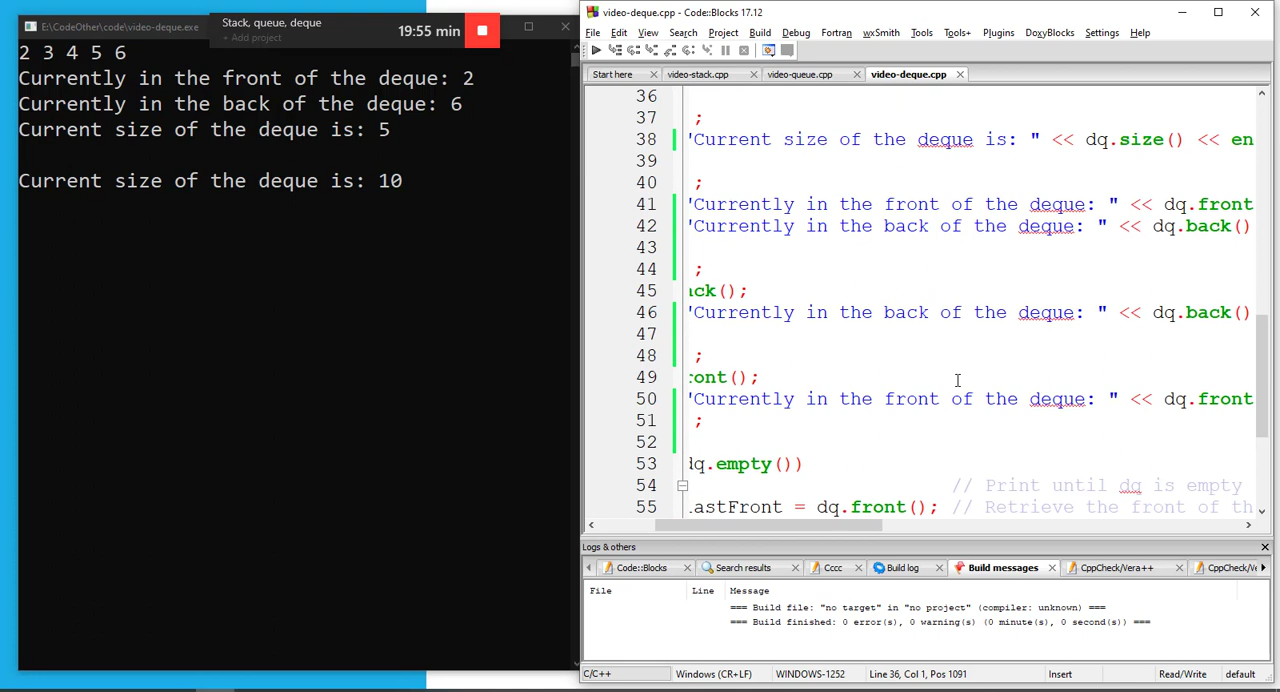 E:\CodeOther\code\video-deque.exe
Stack, queue, deque
+ Add project
19:55 min
2 3 4 5 6
Currently in the front of the deque: 2
Currently in the back of the deque: 6
Current size of the deque is: 5
Current size of the deque is: 10
video-deque.cpp - Code::Blocks 17.12
File Edit View Search Project Build Debug Fortran wxSmith Tools Tools+ Plugins DoxyBlocks Settings Help
Start here video-stack.cpp video-queue.cpp video-deque.cpp
36
37 ;
38 "Current size of the deque is: " << dq.size() << en
39
40 ;
41 "Currently in the front of the deque: " << dq.front
42 "Currently in the back of the deque: " << dq.back()
43
44 ;
45 ack();
46 "Currently in the back of the deque: " << dq.back()
47
48 ;
49 ront();
50 "Currently in the front of the deque: " << dq.front
51 ;
52
53 dq.empty())
54 // Print until dq is empty
55 lastFront = dq.front(); // Retrieve the front of th
Logs & others
Code::Blocks Search results Cccc Build log Build messages CppCheck/Vera++ CppCheck/Ve
File Line Message
=== Build file: "no target" in "no project" (compiler: unknown) ===
=== Build finished: 0 error(s), 0 warning(s) (0 minute(s), 0 second(s)) ===
C/C++ Windows (CR+LF) WINDOWS-1252 Line 36, Col 1, Pos 1091 Insert Read/Write default